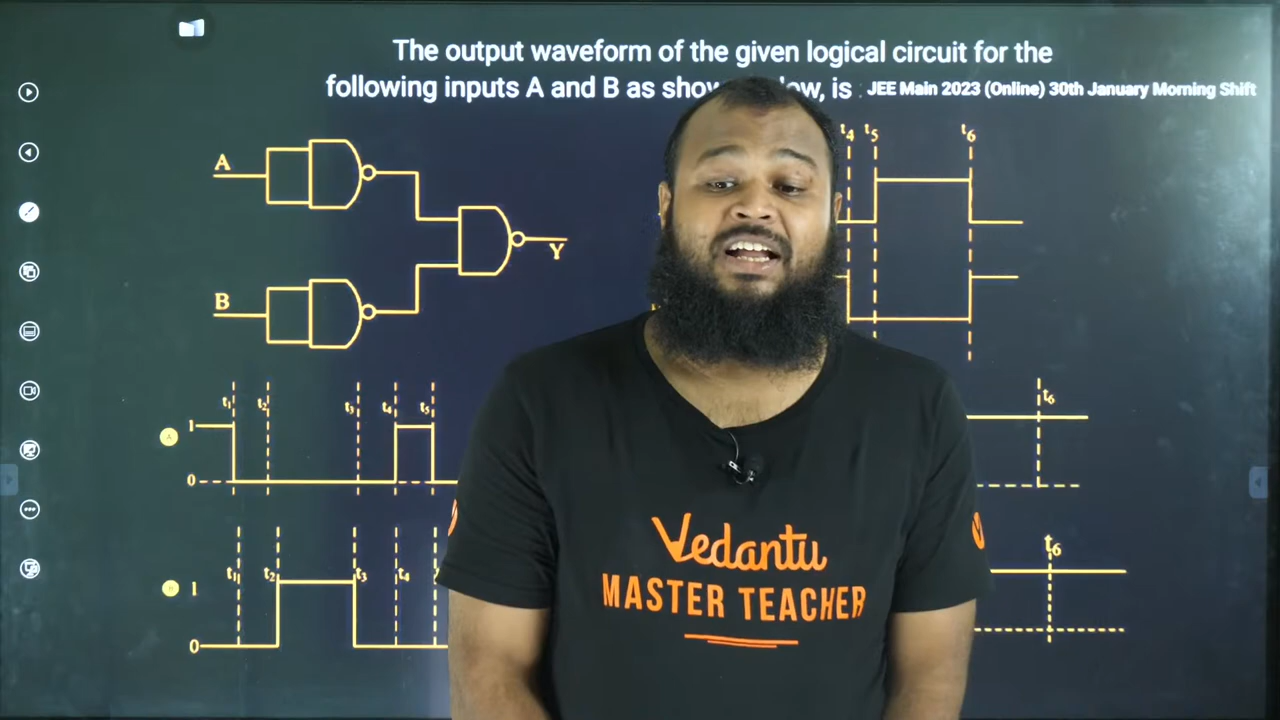 The output waveform of the given logical circuit for the
following inputs A and B as is : JEE Main 2023 (Online) 30th January Morning Shift
t4 t5 t6
A
Y
B
t1 t2 t3 t4 t5
1
A
0
t6
t1 t2 t3 t4
B 1
0
t6
Vedantu
MASTER TEACHER